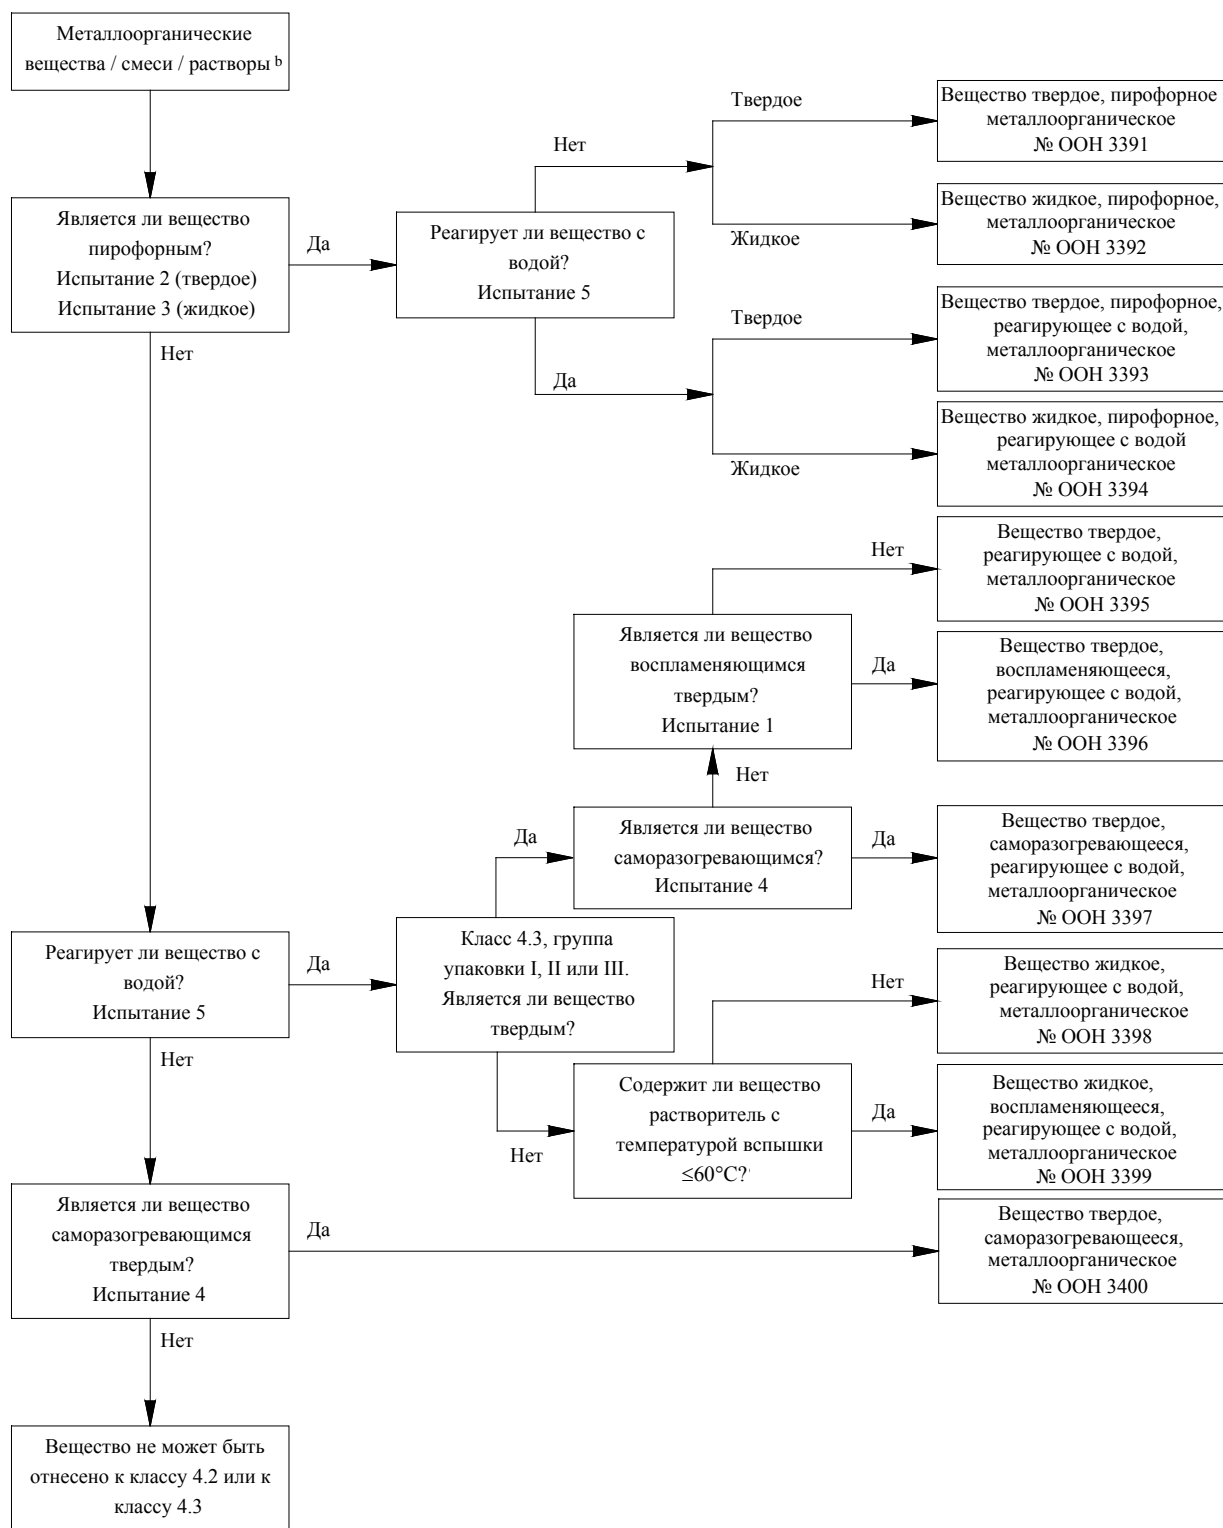 Металлоорганические
вещества / смеси / растворы b
Твердое
Вещество твердое, пирофорное
металлоорганическое
№ ООН 3391
Нет
Является ли вещество
пирофорным?
Испытание 2 (твердое)
Испытание 3 (жидкое)
Да
Реагирует ли вещество с
водой?
Испытание 5
Жидкое
Вещество жидкое, пирофорное,
металлоорганическое
№ ООН 3392
Твердое
Вещество твердое, пирофорное,
реагирующее с водой,
металлоорганическое
№ ООН 3393
Нет
Да
Жидкое
Вещество жидкое, пирофорное,
реагирующее с водой
металлоорганическое
№ ООН 3394
Нет
Вещество твердое,
реагирующее с водой,
металлоорганическое
№ ООН 3395
Является ли вещество
воспламеняющимся
твердым?
Испытание 1
Да
Вещество твердое,
воспламеняющееся,
реагирующее с водой,
металлоорганическое
№ ООН 3396
Нет
Да
Является ли вещество
саморазогревающимся?
Испытание 4
Да
Вещество твердое,
саморазогревающееся,
реагирующее с водой,
металлоорганическое
№ ООН 3397
Реагирует ли вещество с
водой?
Испытание 5
Да
Класс 4.3, группа
упаковки I, II или III.
Является ли вещество
твердым?
Нет
Вещество жидкое,
реагирующее с водой,
металлоорганическое
№ ООН 3398
Нет
Нет
Содержит ли вещество
растворитель с
температурой вспышки
≤60°C?
Да
Вещество жидкое,
воспламеняющееся,
реагирующее с водой,
металлоорганическое
№ ООН 3399
Является ли вещество
саморазогревающимся
твердым?
Испытание 4
Да
Вещество твердое,
саморазогревающееся,
металлоорганическое
№ ООН 3400
Нет
Вещество не может быть
отнесено к классу 4.2 или к
классу 4.3